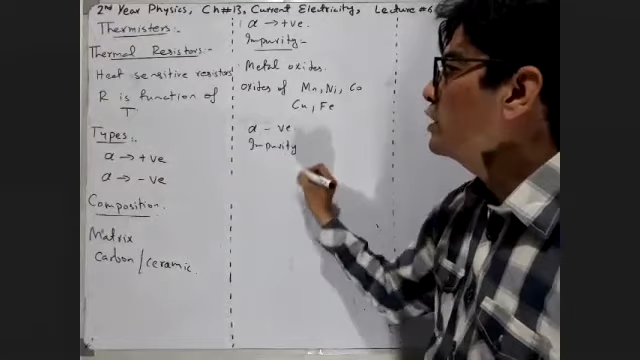 2nd Year Physics, Ch#13, Current Electricity, Lecture #6
Thermisters:-
Thermal Resistors:-
Heat sensitive resistors
R is function of
T.
Types
α → +ve
α → -ve
Composition
Matrix
Carbon/ceramic.
α → +ve.
Impurity:-
Metal oxides.
oxides of Mn, Ni, Co
Cu, Fe
α - ve
Impurity